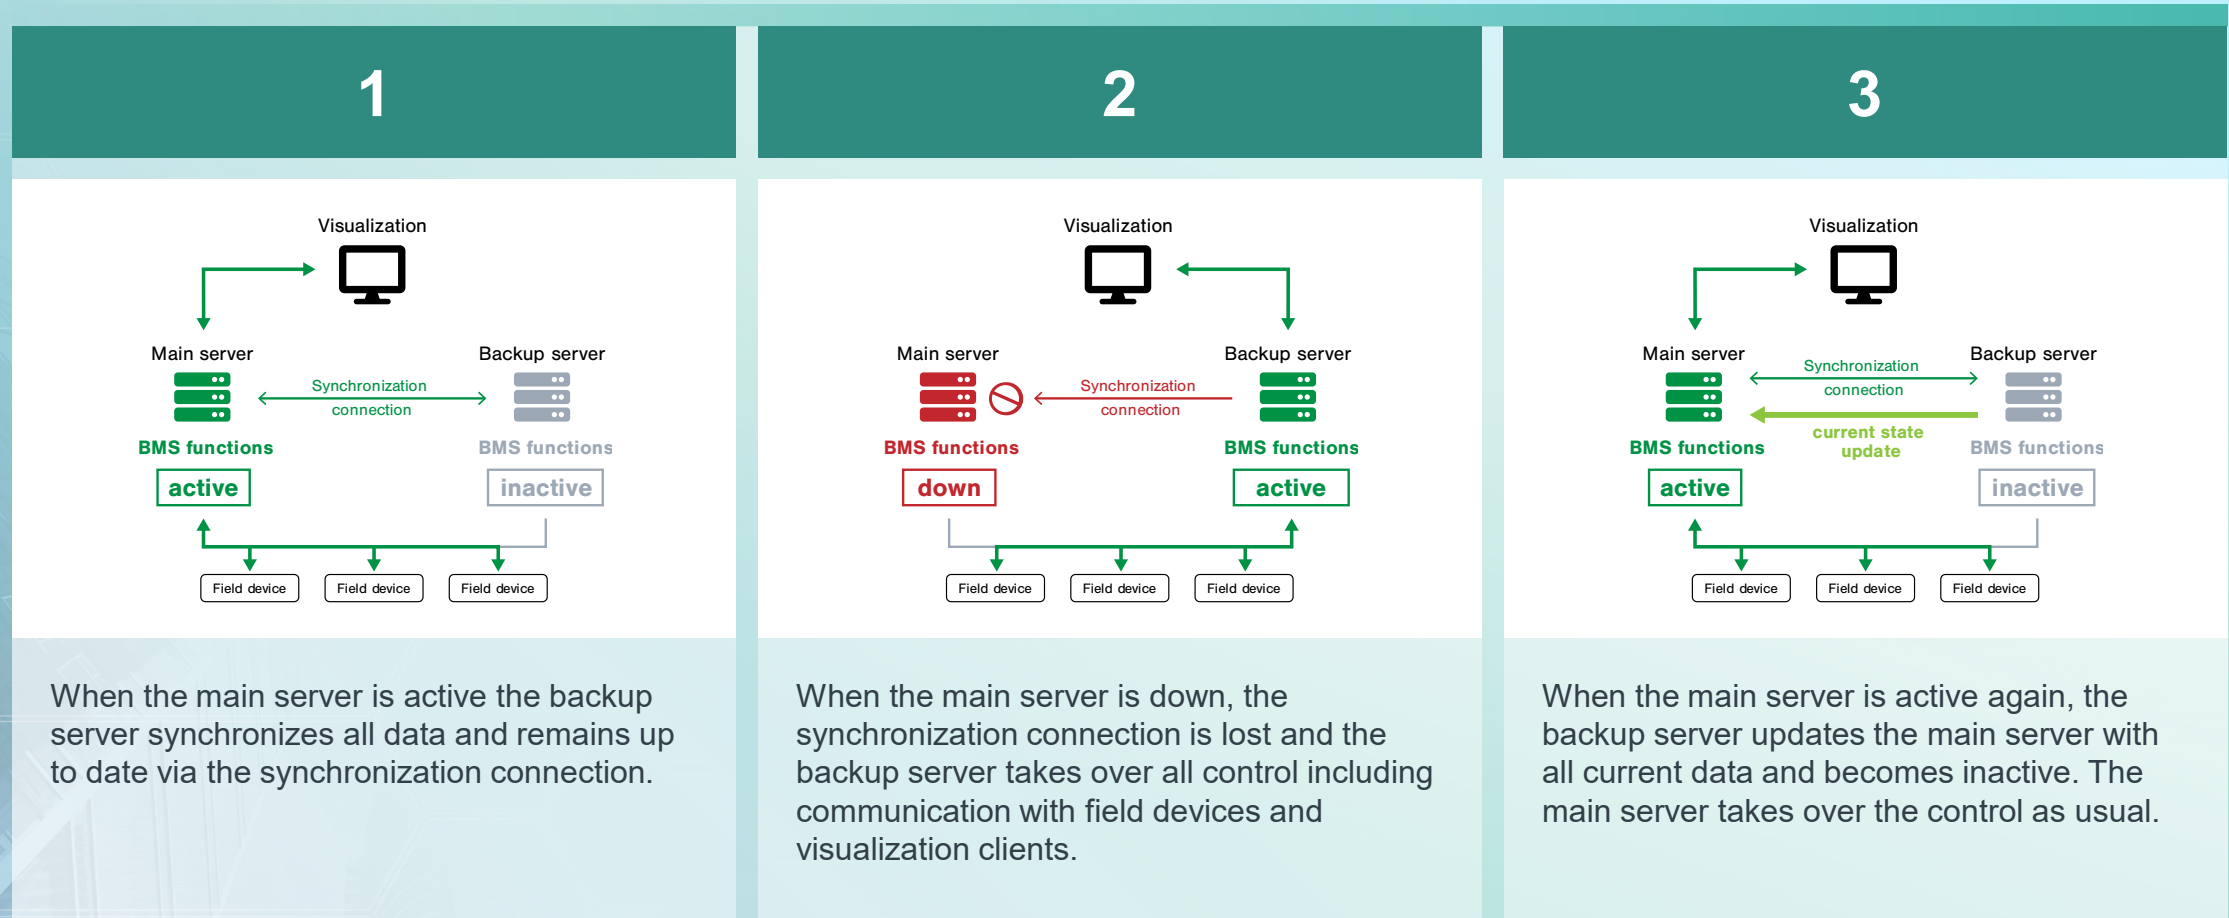 1
Visualization
Main server
Backup server
Synchronization
connection
BMS functions
BMS functions
active
inactive
Field device
Field device
Field device
When the main server is active the backup
server synchronizes all data and remains up
to date via the synchronization connection.
2
Visualization
Main server
Backup server
Synchronization
connection
BMS functions
BMS functions
down
active
Field device
Field device
Field device
When the main server is down, the
synchronization connection is lost and the
backup server takes over all control including
communication with field devices and
visualization clients.
3
Visualization
Main server
Backup server
Synchronization
connection
current state
update
BMS functions
BMS functions
active
inactive
Field device
Field device
Field device
When the main server is active again, the
backup server updates the main server with
all current data and becomes inactive. The
main server takes over the control as usual.